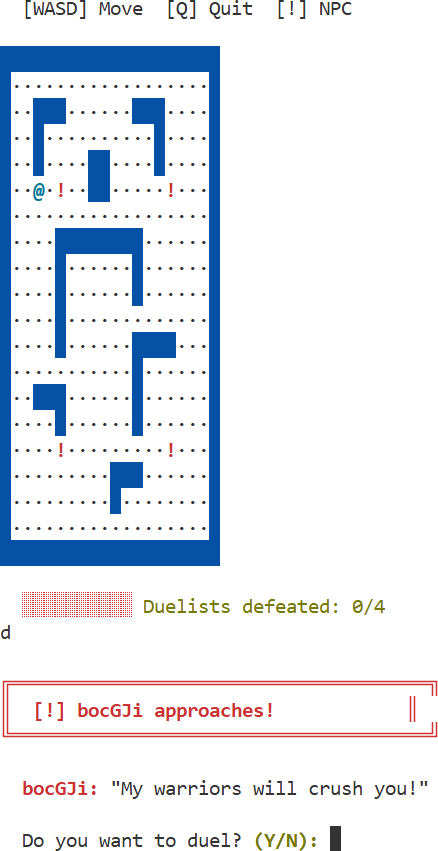 [WASD] Move [Q] Quit [!] NPC
@ ! !
! !
Duelists defeated: 0/4
d
[!] bocGJi approaches!
bocGJi: "My warriors will crush you!"
Do you want to duel? (Y/N):